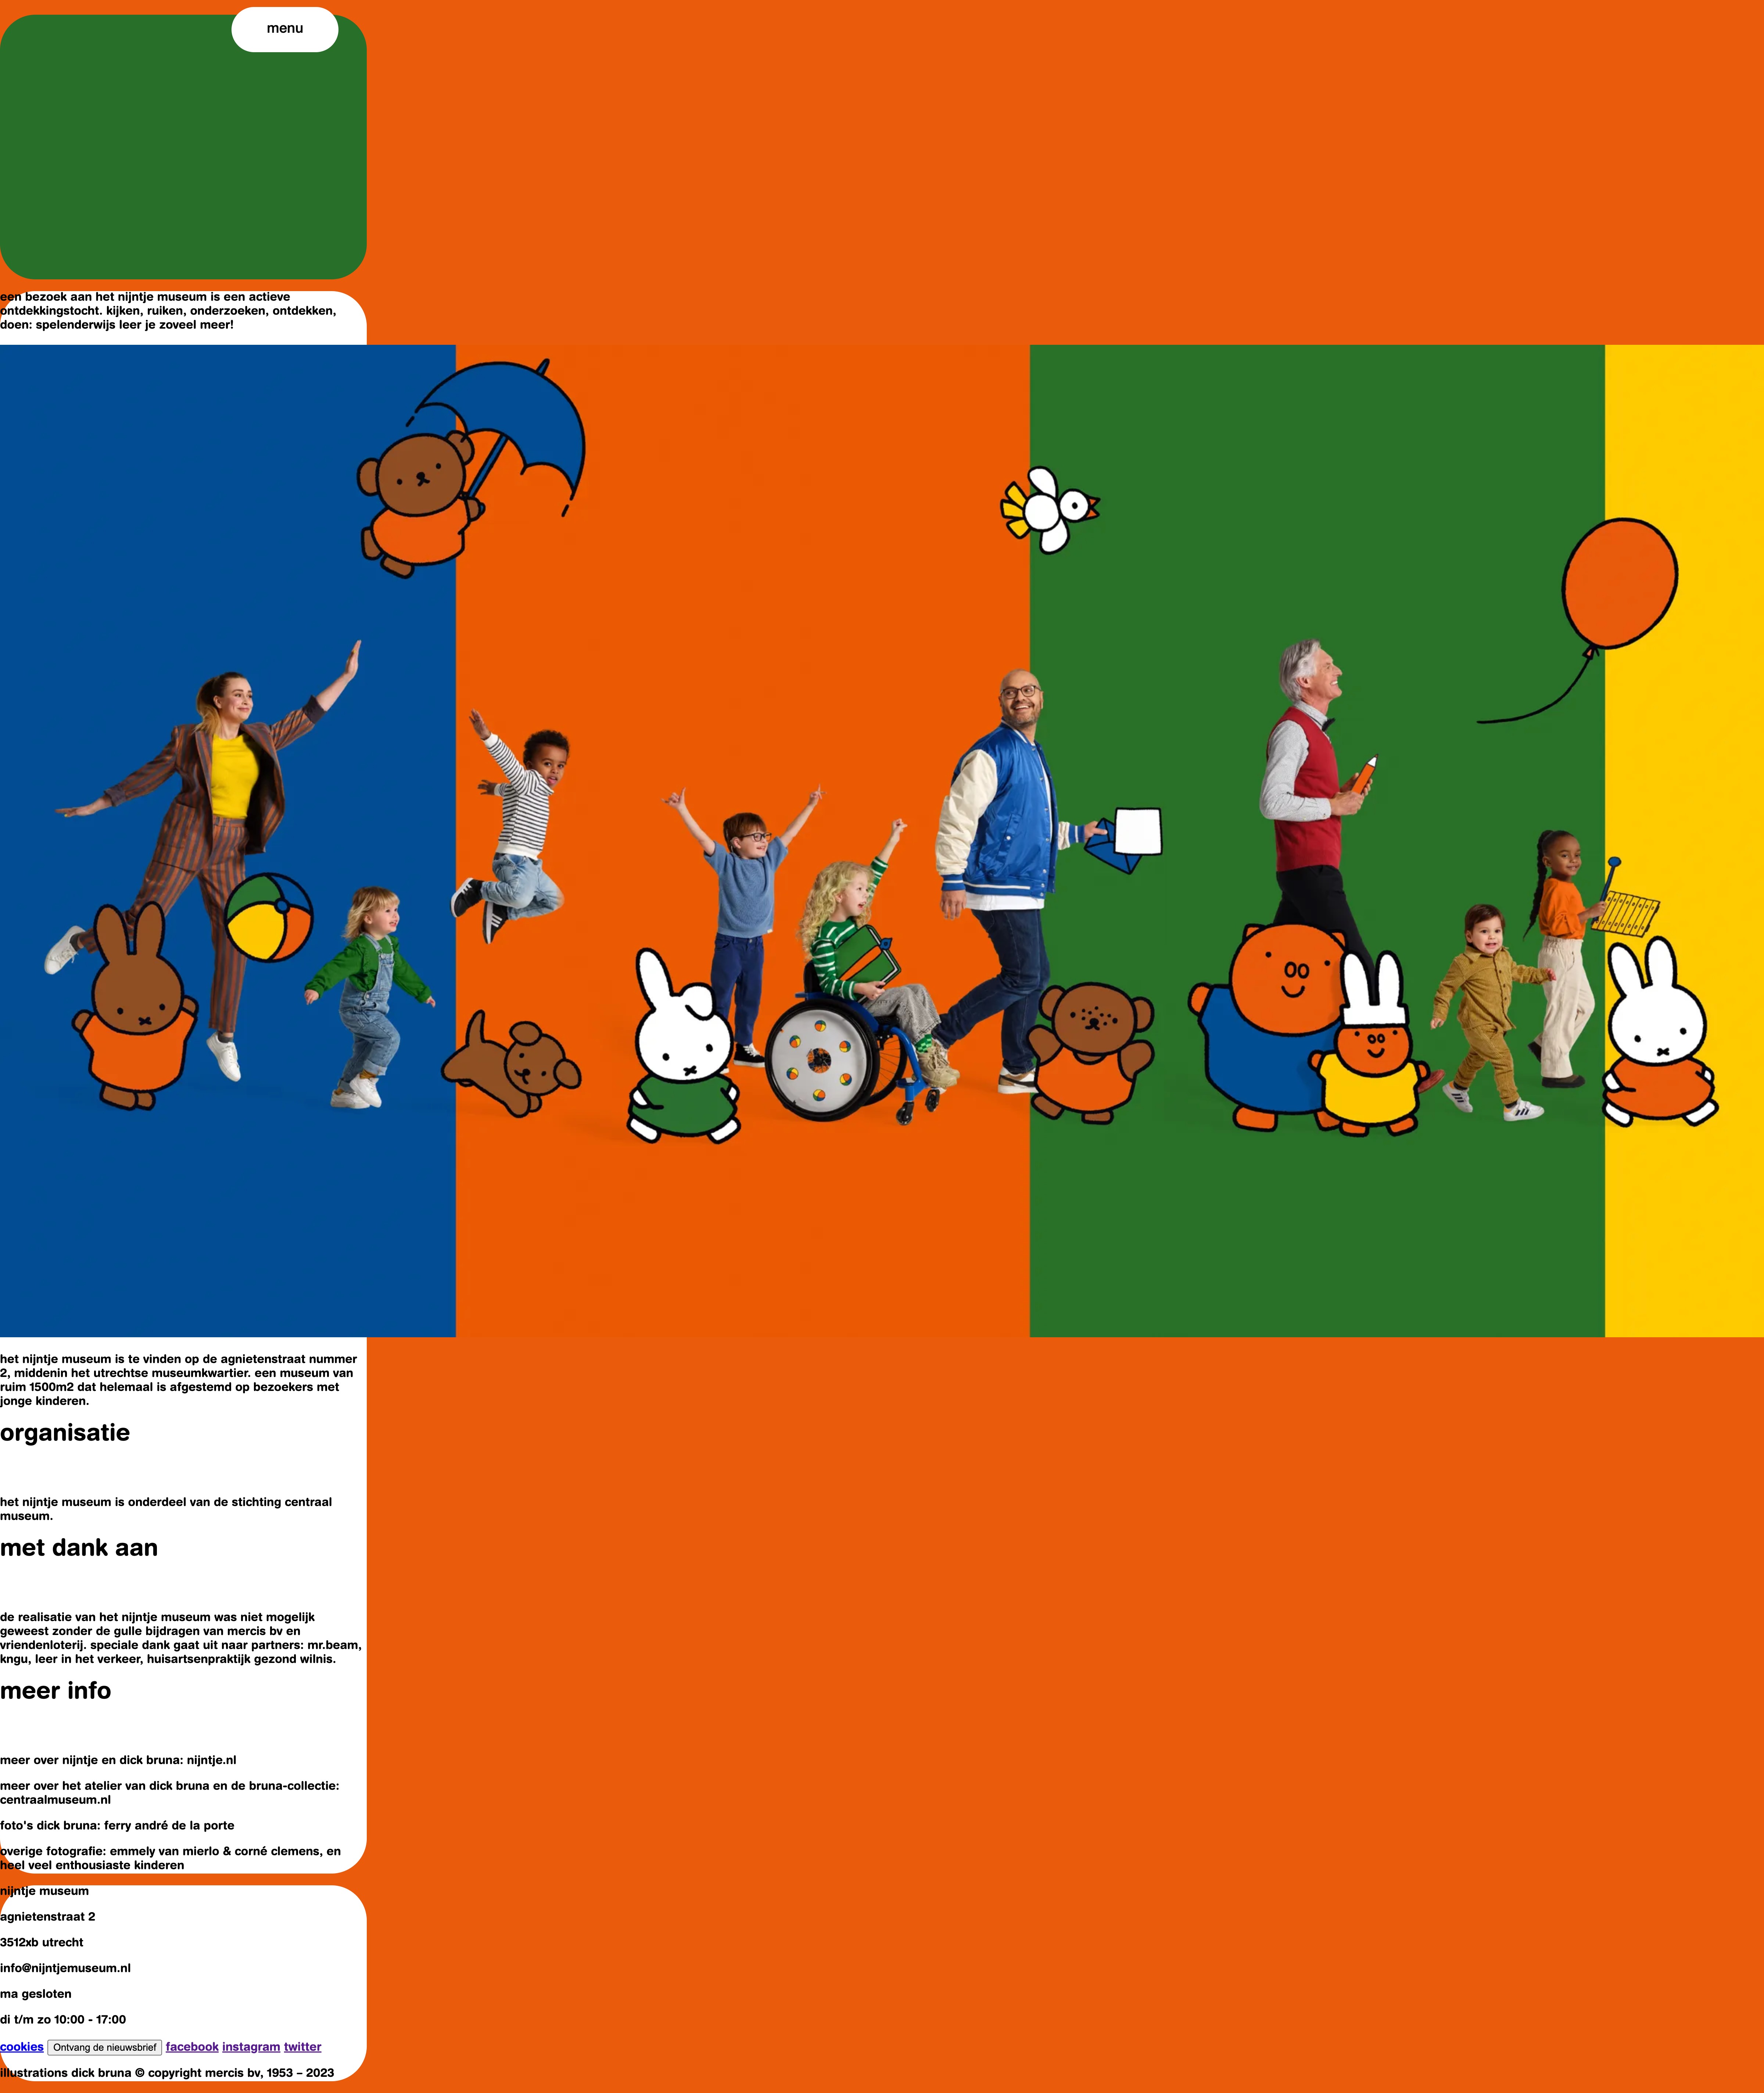 menu
een bezoek aan het nijntje museum is een actieve
ontdekkingstocht. kijken, ruiken, onderzoeken, ontdekken,
doen: spelenderwijs leer je zoveel meer!
het nijntje museum is te vinden op de agnietenstraat nummer
2, middenin het utrechtse museumkwartier. een museum van
ruim 1500m2 dat helemaal is afgestemd op bezoekers met
jonge kinderen.
organisatie
het nijntje museum is onderdeel van de stichting centraal
museum.
met dank aan
de realisatie van het nijntje museum was niet mogelijk
geweest zonder de gulle bijdragen van mercis bv en
vriendenloterij. speciale dank gaat uit naar partners: mr.beam,
kngu, leer in het verkeer, huisartsenpraktijk gezond wilnis.
meer info
meer over nijntje en dick bruna: nijntje.nl
meer over het atelier van dick bruna en de bruna-collectie:
centraalmuseum.nl
foto's dick bruna: ferry andré de la porte
overige fotografie: emmely van mierlo & corné clemens, en
heel veel enthousiaste kinderen
nijntje museum
agnietenstraat 2
3512xb utrecht
info@nijntjemuseum.nl
ma gesloten
di t/m zo 10:00 - 17:00
cookies Ontvang de nieuwsbrief facebook instagram twitter
illustrations dick bruna © copyright mercis bv, 1953 – 2023